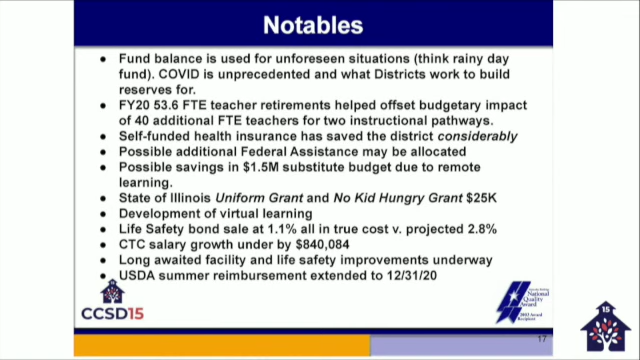 Notables
• Fund balance is used for unforeseen situations (think rainy day
fund). COVID is unprecedented and what Districts work to build
reserves for.
• FY20 53.6 FTE teacher retirements helped offset budgetary impact
of 40 additional FTE teachers for two instructional pathways.
• Self-funded health insurance has saved the district considerably
• Possible additional Federal Assistance may be allocated
• Possible savings in $1.5M substitute budget due to remote
learning.
• State of Illinois Uniform Grant and No Kid Hungry Grant $25K
• Development of virtual learning
• Life Safety bond sale at 1.1% all in true cost v. projected 2.8%
• CTC salary growth under by $840,084
• Long awaited facility and life safety improvements underway
• USDA summer reimbursement extended to 12/31/20
CCSD15
National
Quality
Award
2003 Award
Recipient
17
15